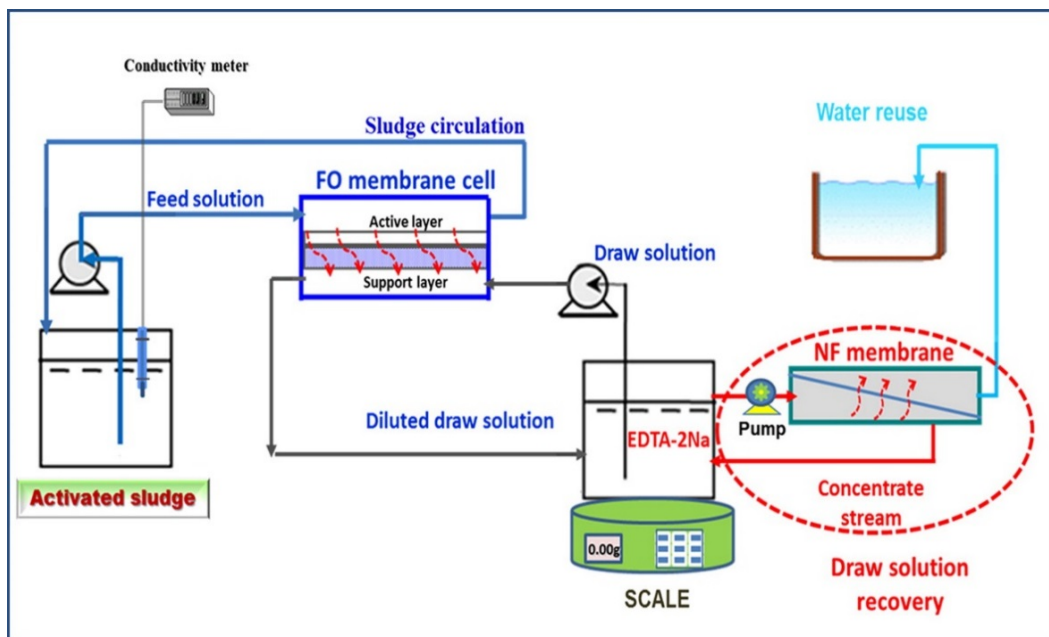 Conductivity meter
Sludge circulation
Water reuse
FO membrane cell
Feed solution
Active layer
Support layer
Draw solution
NF membrane
Diluted draw solution
EDTA-2Na
Pump
Activated sludge
Concentrate
stream
0.00g
Draw solution
recovery
SCALE